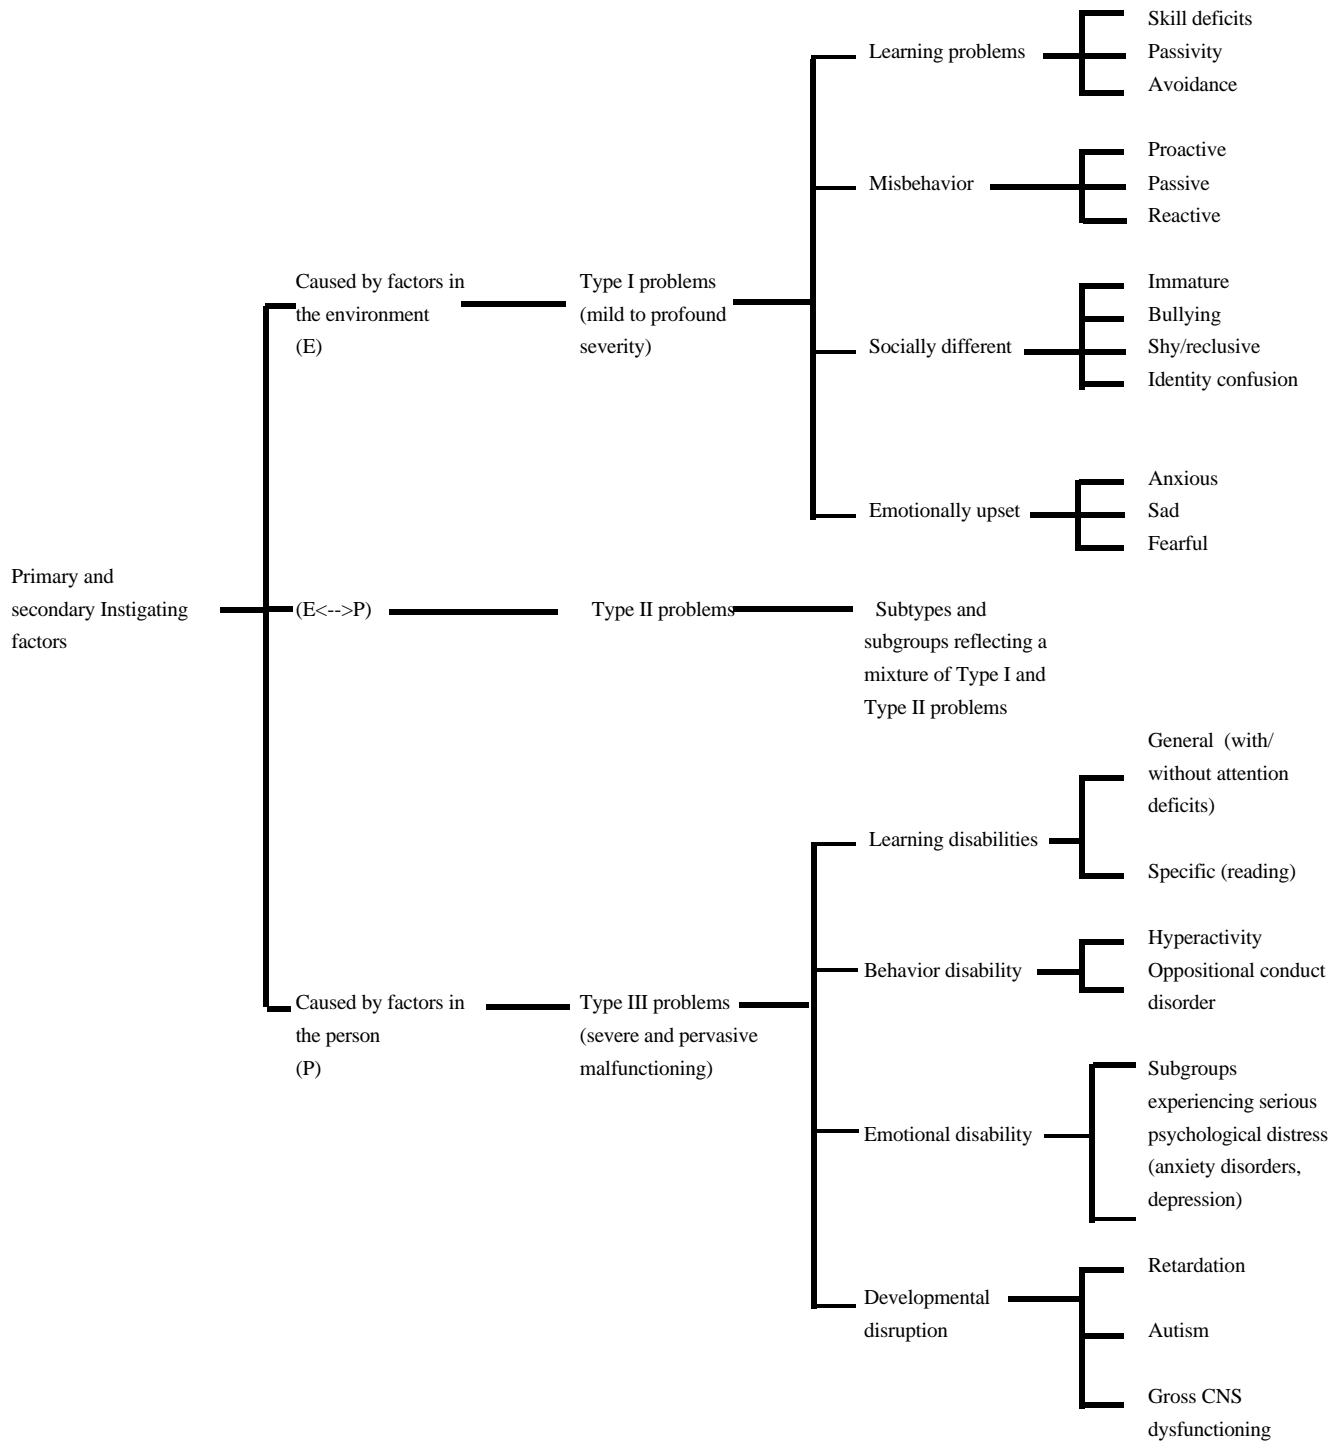 Primary and
secondary Instigating
factors
Caused by factors in
the environment
(E)
Type I problems
(mild to profound
severity)
Learning problems
Skill deficits
Passivity
Avoidance
Misbehavior
Proactive
Passive
Reactive
Socially different
Immature
Bullying
Shy/reclusive
Identity confusion
Emotionally upset
Anxious
Sad
Fearful
(E<-->P)
Type II problems
Subtypes and
subgroups reflecting a
mixture of Type I and
Type II problems
Caused by factors in
the person
(P)
Type III problems
(severe and pervasive
malfunctioning)
Learning disabilities
General (with/
without attention
deficits)
Specific (reading)
Behavior disability
Hyperactivity
Oppositional conduct
disorder
Emotional disability
Subgroups
experiencing serious
psychological distress
(anxiety disorders,
depression)
Developmental
disruption
Retardation
Autism
Gross CNS
dysfunctioning